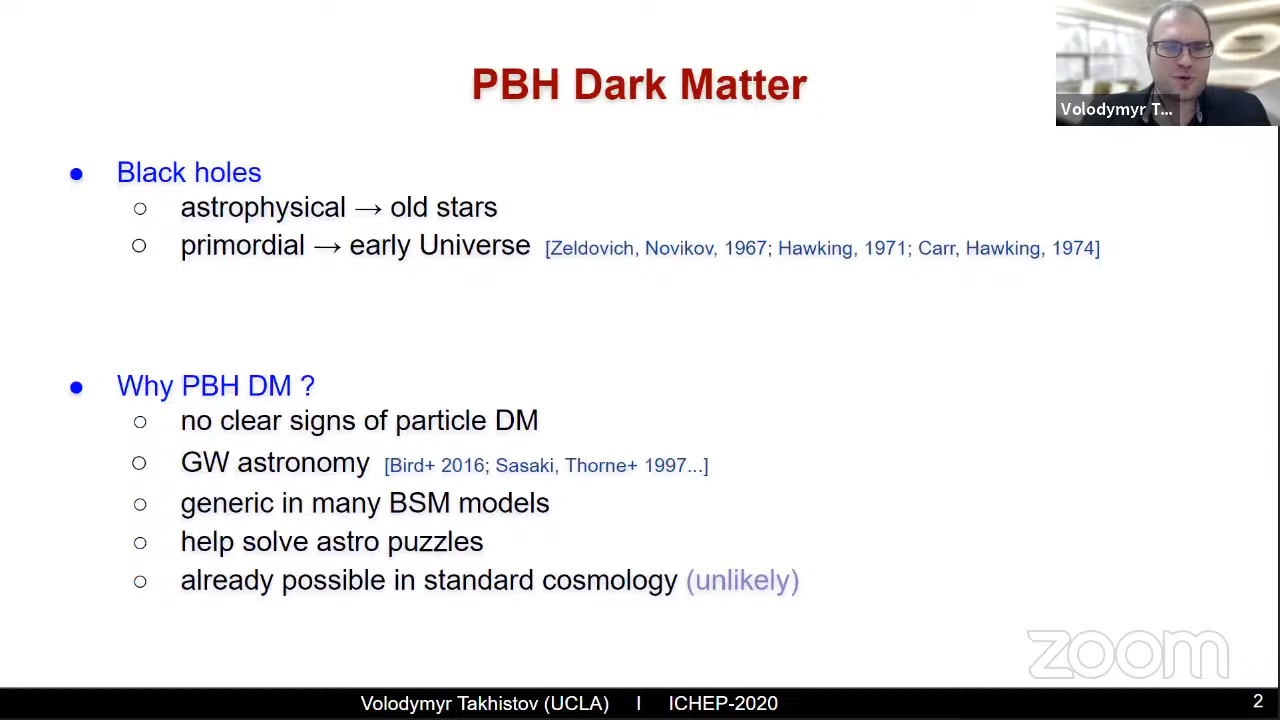 PBH Dark Matter
Volodymyr T...
● Black holes
○ astrophysical → old stars
○ primordial → early Universe [Zeldovich, Novikov, 1967; Hawking, 1971; Carr, Hawking, 1974]
● Why PBH DM ?
○ no clear signs of particle DM
○ GW astronomy [Bird+ 2016; Sasaki, Thorne+ 1997...]
○ generic in many BSM models
○ help solve astro puzzles
○ already possible in standard cosmology (unlikely)
zoom
Volodymyr Takhistov (UCLA) I ICHEP-2020 2